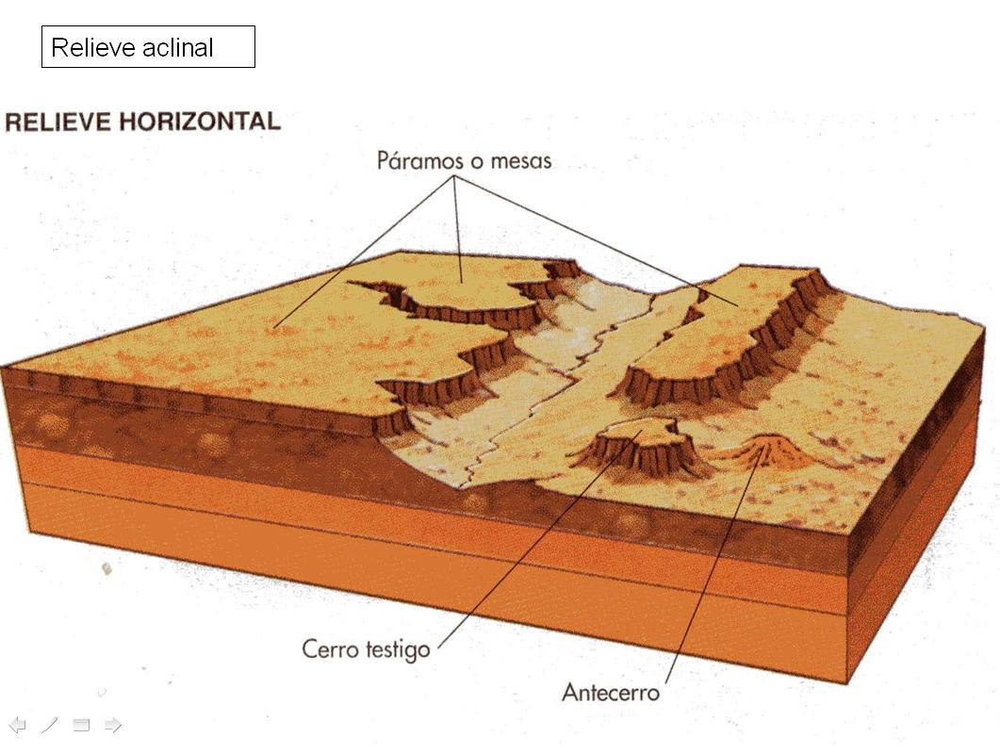 Relieve aclinal
RELIEVE HORIZONTAL
Páramos o mesas
Cerro testigo
Antecerro